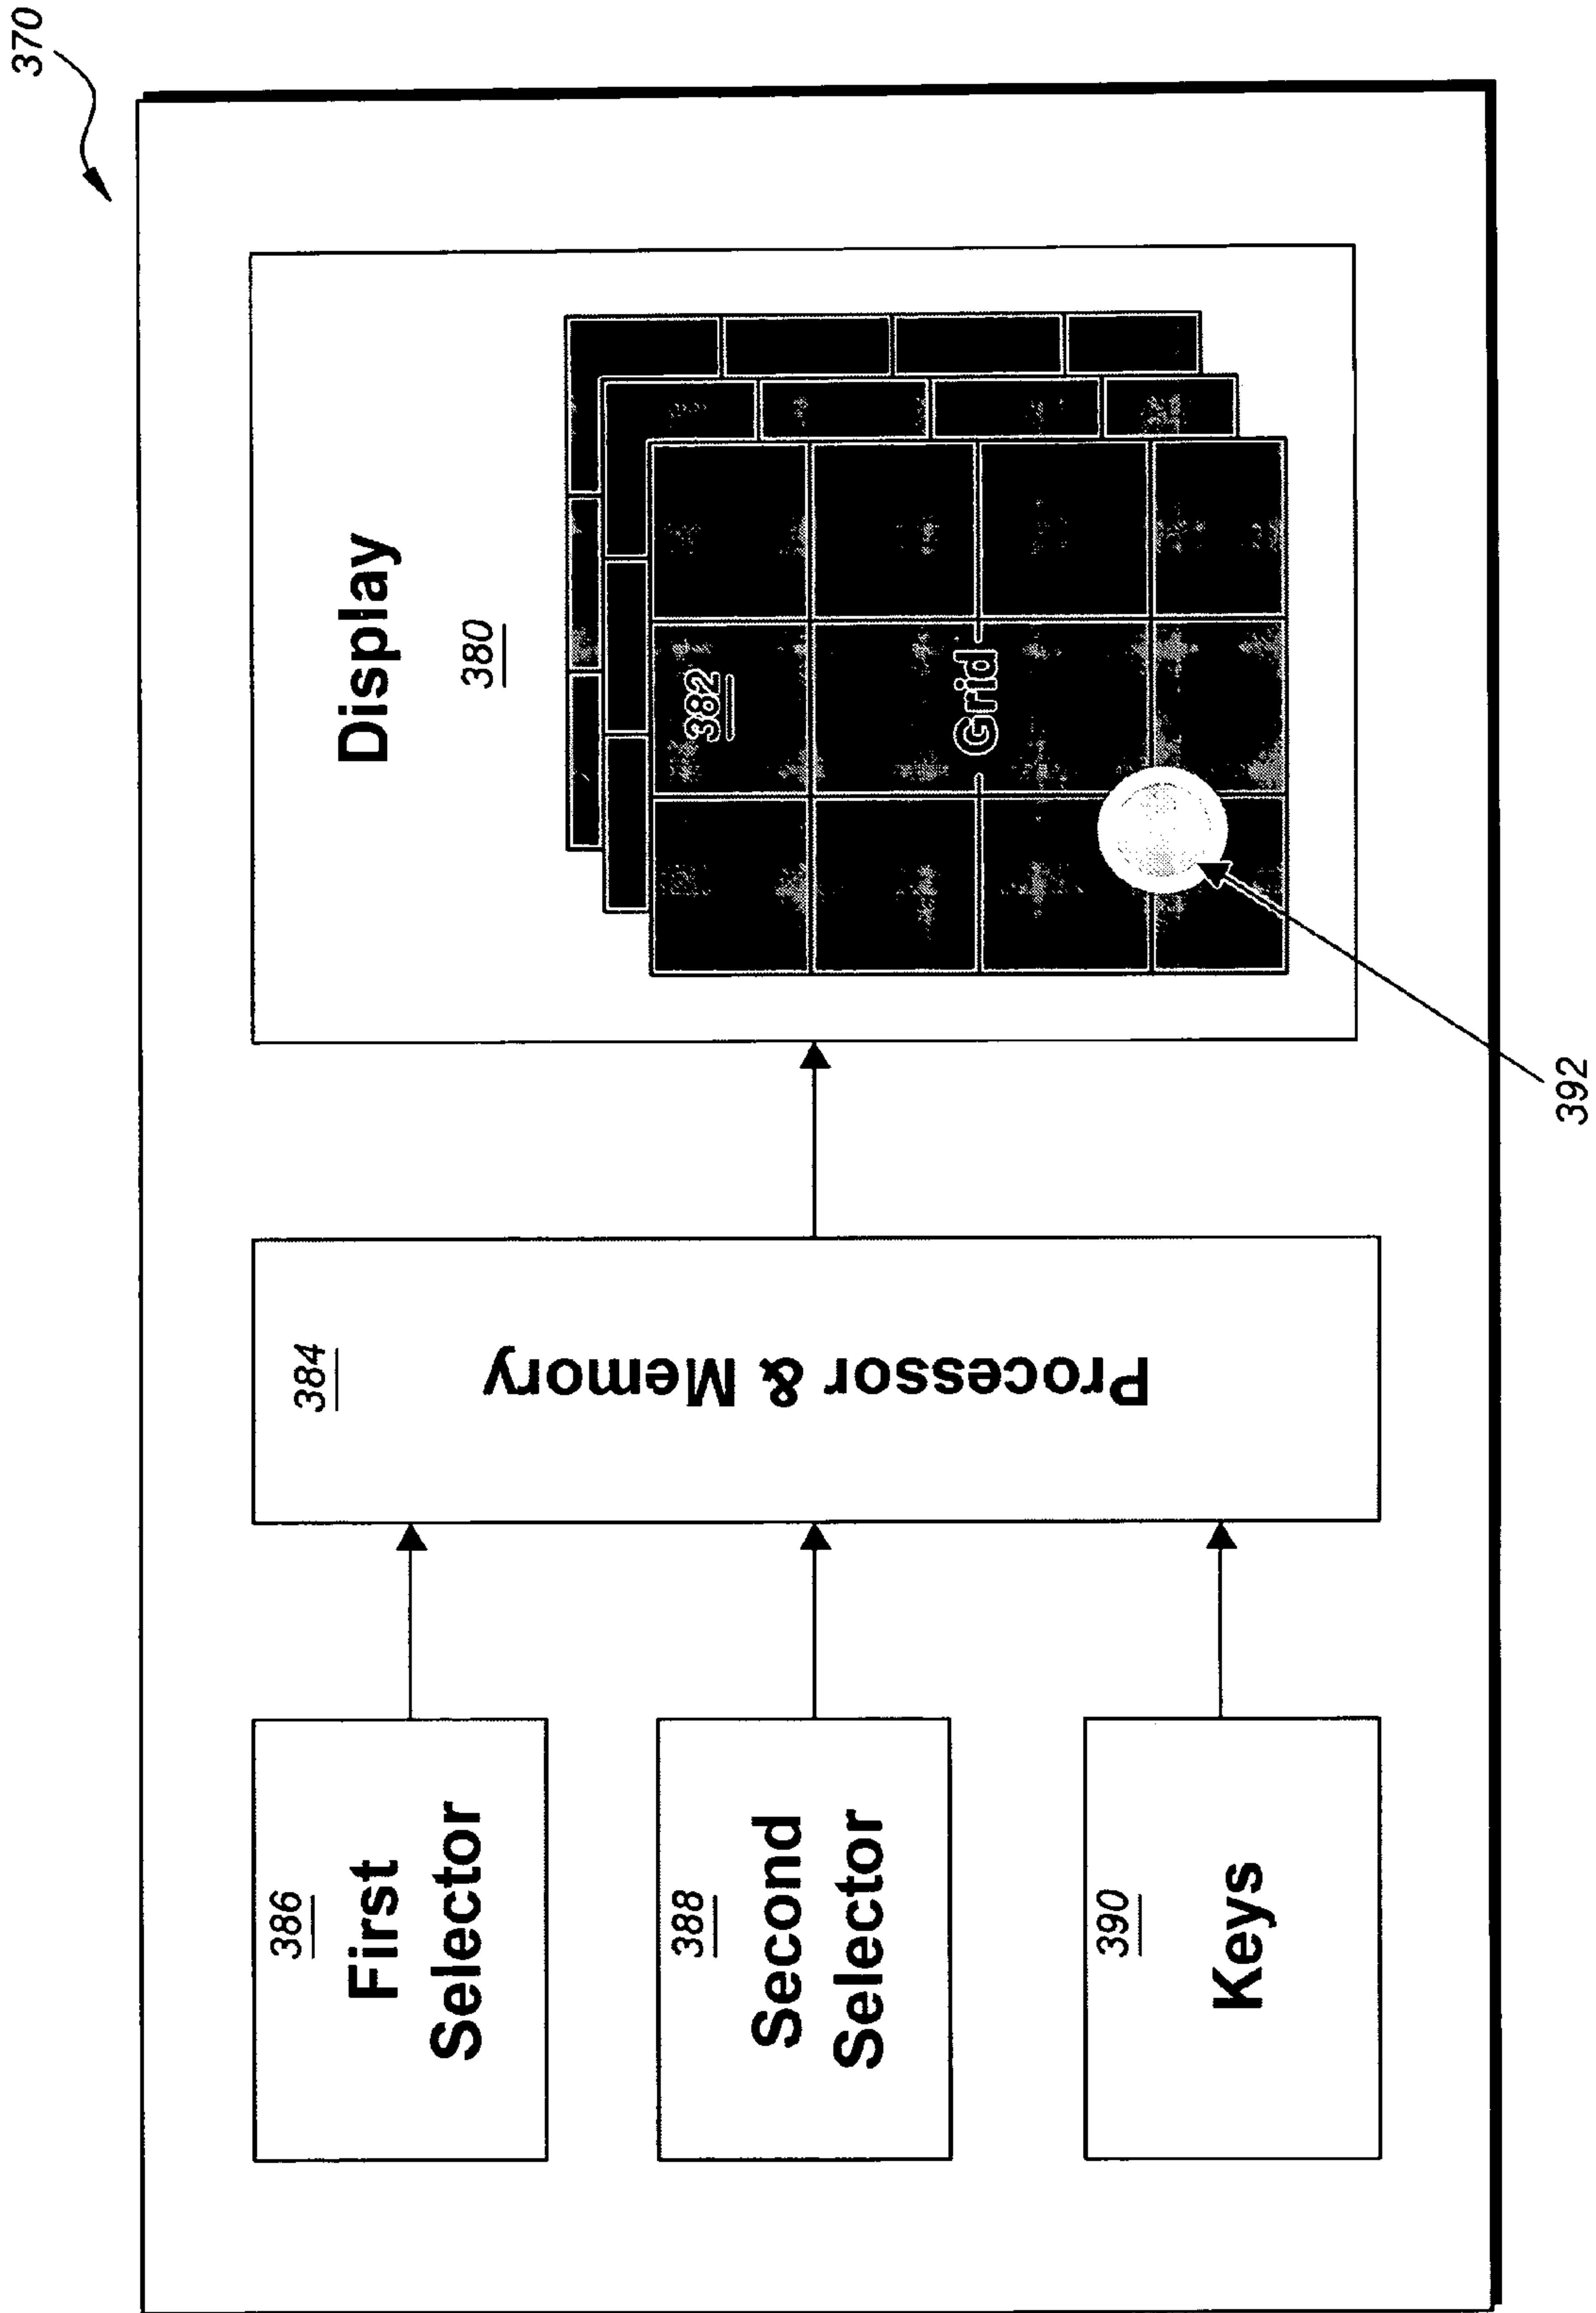 370
386
First
Selector
388
Second
Selector
390
Keys
384
Processor & Memory
Display
380
382
Grid
392